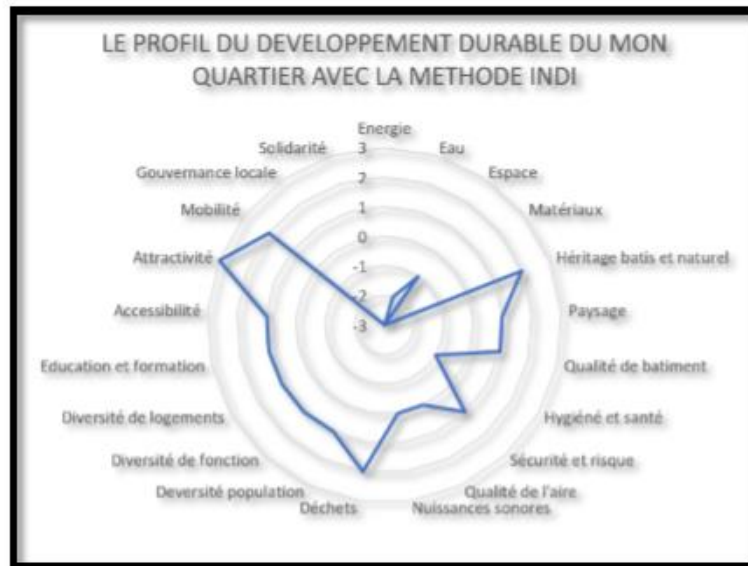 LE PROFIL DU DEVELOPPEMENT DURABLE DU MON
QUARTIER AVEC LA METHODE INDI
Energie
Solidarité
3
Eau
Gouvernance locale
2
Espace
Mobilité
1
Matériaux
0
Attractivité
-1
Héritage batis et naturel
-2
Accessibilité
-3
Paysage
Education et formation
Qualité de batiment
Diversité de logements
Hygiéné et santé
Diversité de fonction
Sécurité et risque
Deversité population
Qualité de l'aire
Déchets
Nuissances sonores